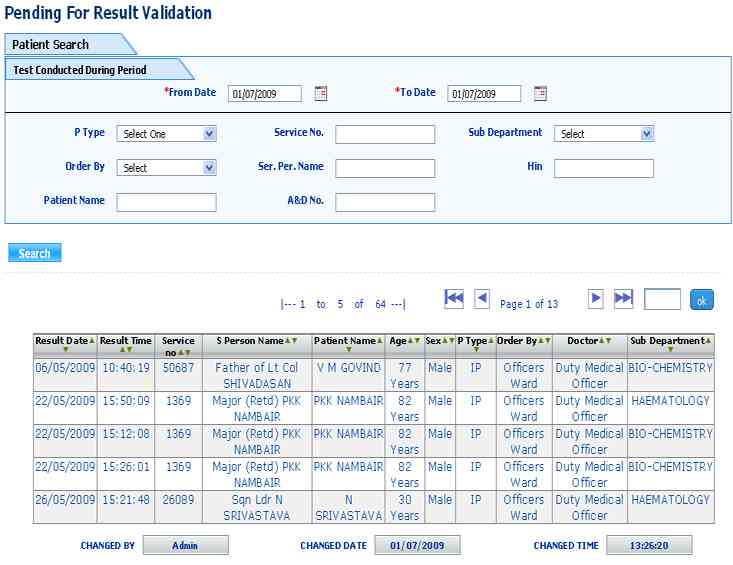 Pending For Result Validation
Patient Search
Test Conducted During Period
*From Date 01/07/2009 *To Date 01/07/2009
P Type Select One Service No. Sub Department Select
Order By Select Ser. Per. Name Hin
Patient Name A&D No.
Search
|--- 1 to 5 of 64 ---| Page 1 of 13 ok
Result Date Result Time Service no S Person Name Patient Name Age Sex P Type Order By Doctor Sub Department
06/05/2009 10:40:19 50687 Father of Lt Col V M GOVIND 77 Male IP Officers Duty Medical BIO-CHEMISTRY
SHIVADASAN Years Ward Officer
22/05/2009 15:50:09 1369 Major (Retd) PKK PKK NAMBAIR 82 Male IP Officers Duty Medical HAEMATOLOGY
NAMBAIR Years Ward Officer
22/05/2009 15:12:08 1369 Major (Retd) PKK PKK NAMBAIR 82 Male IP Officers Duty Medical BIO-CHEMISTRY
NAMBAIR Years Ward Officer
22/05/2009 15:26:01 1369 Major (Retd) PKK PKK NAMBAIR 82 Male IP Officers Duty Medical BIO-CHEMISTRY
NAMBAIR Years Ward Officer
26/05/2009 15:21:48 26089 Sqn Ldr N N 30 Male IP Officers Duty Medical HAEMATOLOGY
SRIVASTAVA SRIVASTAVA Years Ward Officer
CHANGED BY Admin CHANGED DATE 01/07/2009 CHANGED TIME 13:26:20